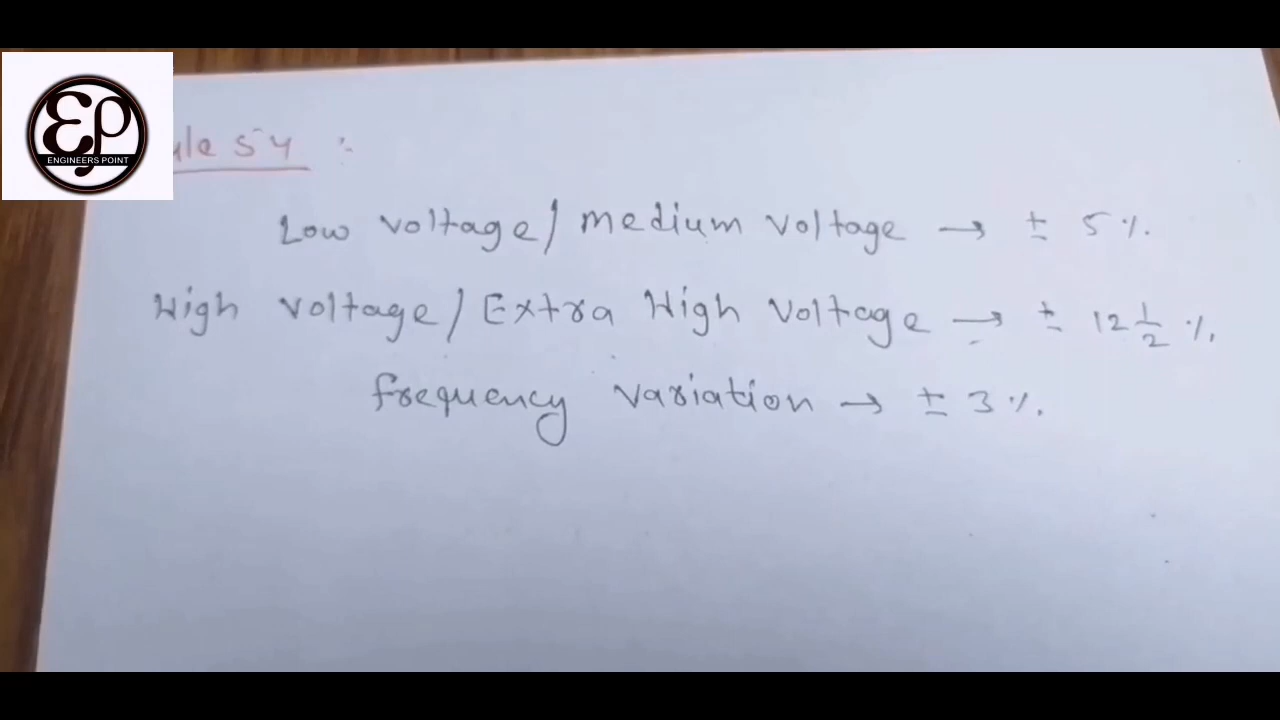 EP
ENGINEERS POINT
ule 54 :-
Low voltage/ medium voltage → ± 5 %.
High voltage/ Extra High voltage → ± 12 1/2 %.
frequency variation → ± 3 %.